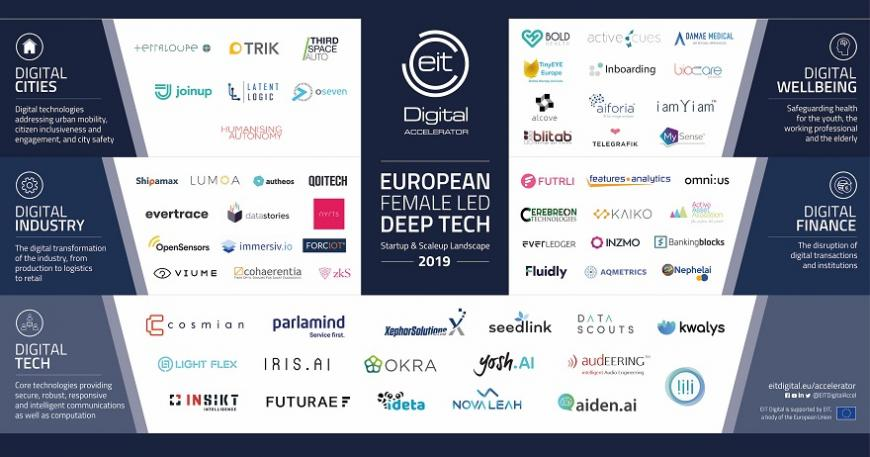 DIGITAL
CITIES
Digital technologies
addressing urban mobility,
citizen inclusiveness and
engagement, and city safety
terraloupe
TRIK
THIRD
SPACE
AUTO
joinup
LATENT
LOGIC
oseven
HUMANISING
AUTONOMY
eit
Digital
ACCELERATOR
EUROPEAN
FEMALE LED
DEEP TECH
Startup & Scaleup Landscape
2019
BOLD
HEALTH
active cues
DAMAE MEDICAL
TinyEYE
Europe
Inboarding
biocare
alcove
aiforia
iamYiam
bliitab
TELEGRAFIK
MySense
DIGITAL
WELLBEING
Safeguarding health
for the youth, the
working professional
and the elderly
DIGITAL
INDUSTRY
The digital transformation
of the industry, from
production to logistics
to retail
Shipamax
LUMOA
autheos
QOITECH
evertrace
datastories
OpenSensors
immersiv.io
FORCIOT
VIUME
cohaerentia
zkS
FUTRLI
features analytics
omni:us
CEREBREON
TECHNOLOGIES
KAIKO
Active
Asset
Allocation
EVERLEDGER
INZMO
Bankingblocks
Fluidly
AQMETRICS
Nephelai
DIGITAL
FINANCE
The disruption of
digital transactions
and institutions
DIGITAL
TECH
Core technologies providing
secure, robust, responsive
and intelligent communications
as well as computation
cosmian
parlamind
Service first.
XephorSolutions
seedlink
DATA
SCOUTS
kwalys
LIGHT FLEX
IRIS.AI
OKRA
yosh.AI
audEERING
intelligent Audio Engineering
INSIKT
INTELLIGENCE
FUTURAE
ideta
NOVALEAH
aiden.ai
eitdigital.eu/accelerator
@EITDigitalAccel
EIT Digital is supported by EIT,
a body of the European Union